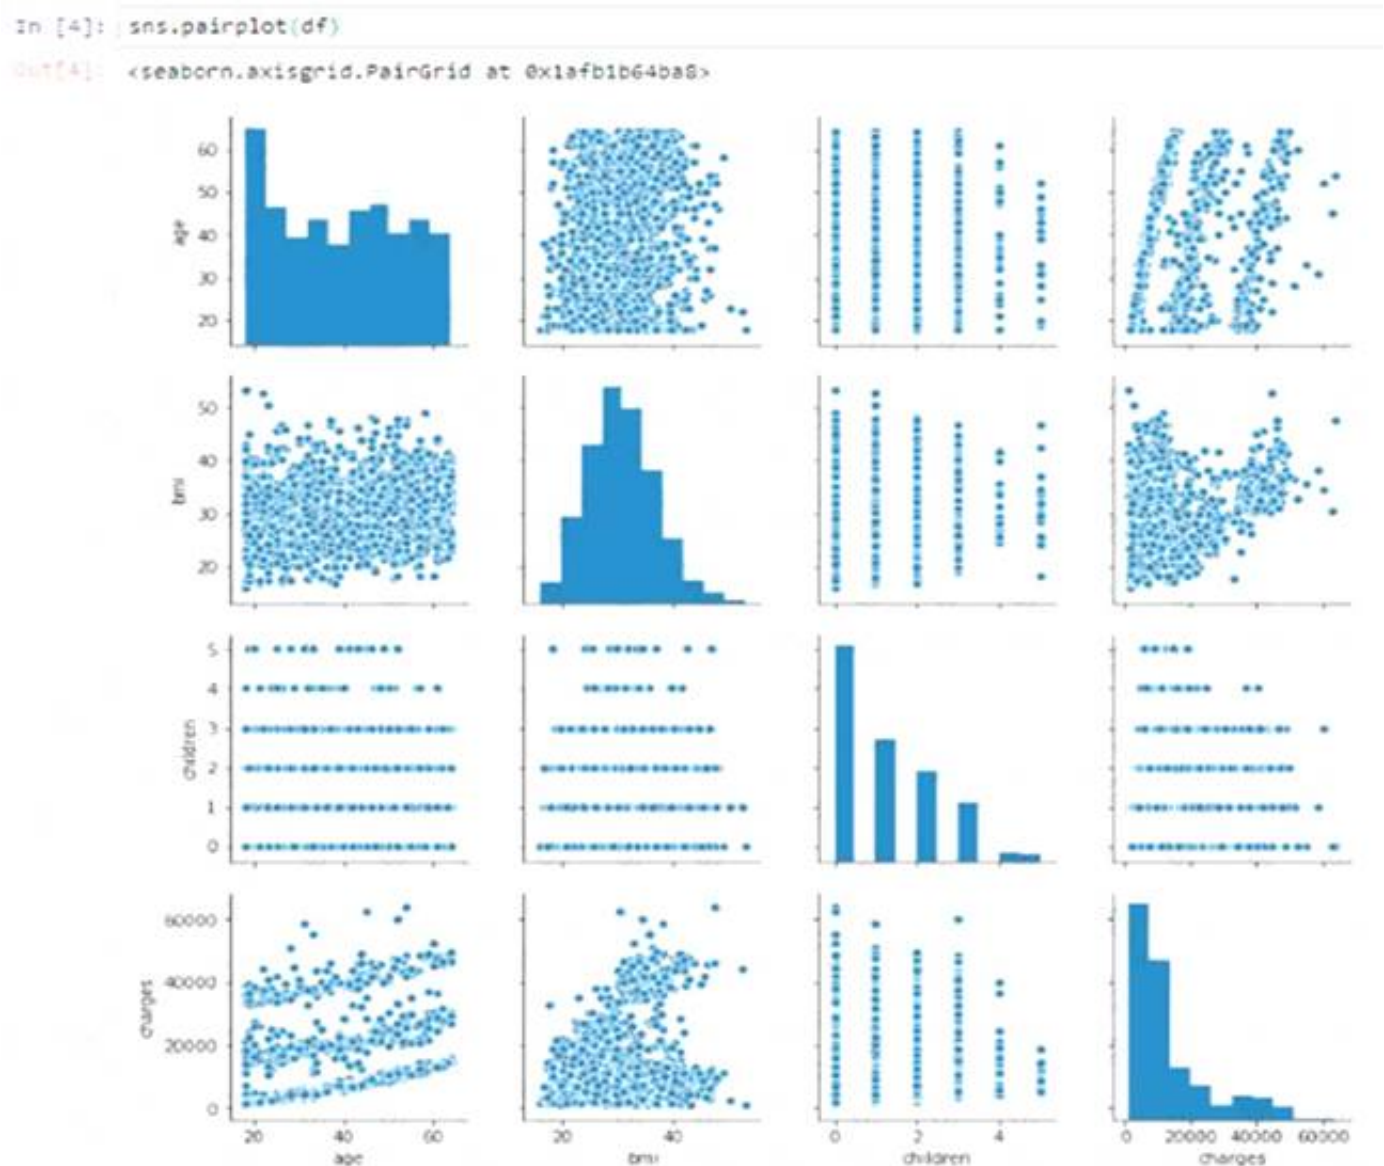 In [4]: sns.pairplot(df)
Out[4]: <seaborn.axisgrid.PairGrid at 0x1afb1b64ba8>
age
60
50
40
30
20
bmi
50
40
30
20
children
5
4
3
2
1
0
charges
60000
40000
20000
0
20 40 60
age
20 40
bmi
0 2 4
children
0 20000 40000 60000
charges